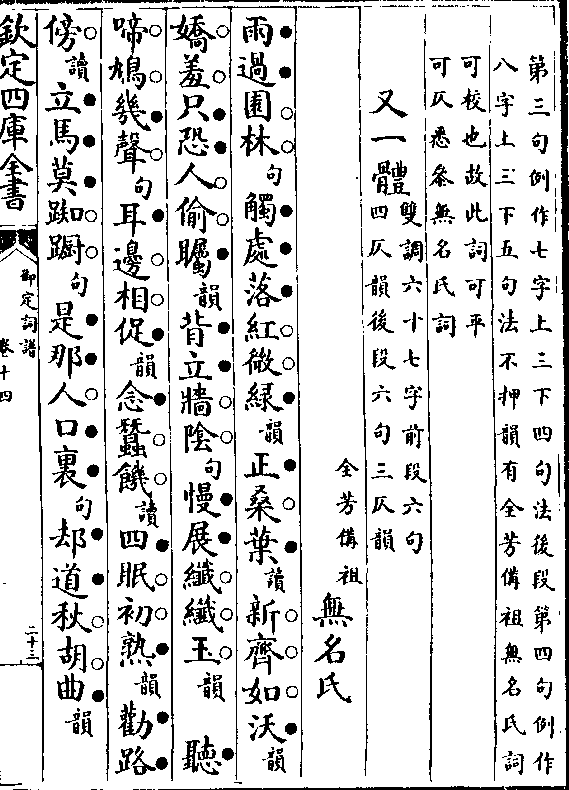 第三句例作七字上三下四句法後段第四句例作
八字上三下五句法不押韻有全芳備祖無名氏詞
可校也故此詞可平
可仄悉叅無名氏詞
又一體雙調六十七字前段六句
四仄韻後段六句三仄韻
全芳備祖
無名氏
雨過園林句觸處落紅微綠韻正桑葉讀新齊如沃韻
嬌羞只恐人偷矚韻背立牆陰句慢展纖纖玉韻 聽
啼鳩幾聲句耳邊相促韻念蠶饑讀四眠初熟韻勸路
傍讀立馬莫踟躕句是那人口裏句却道秋胡曲韻
欽定四庫全書
御定詞譜
卷十四
二十三